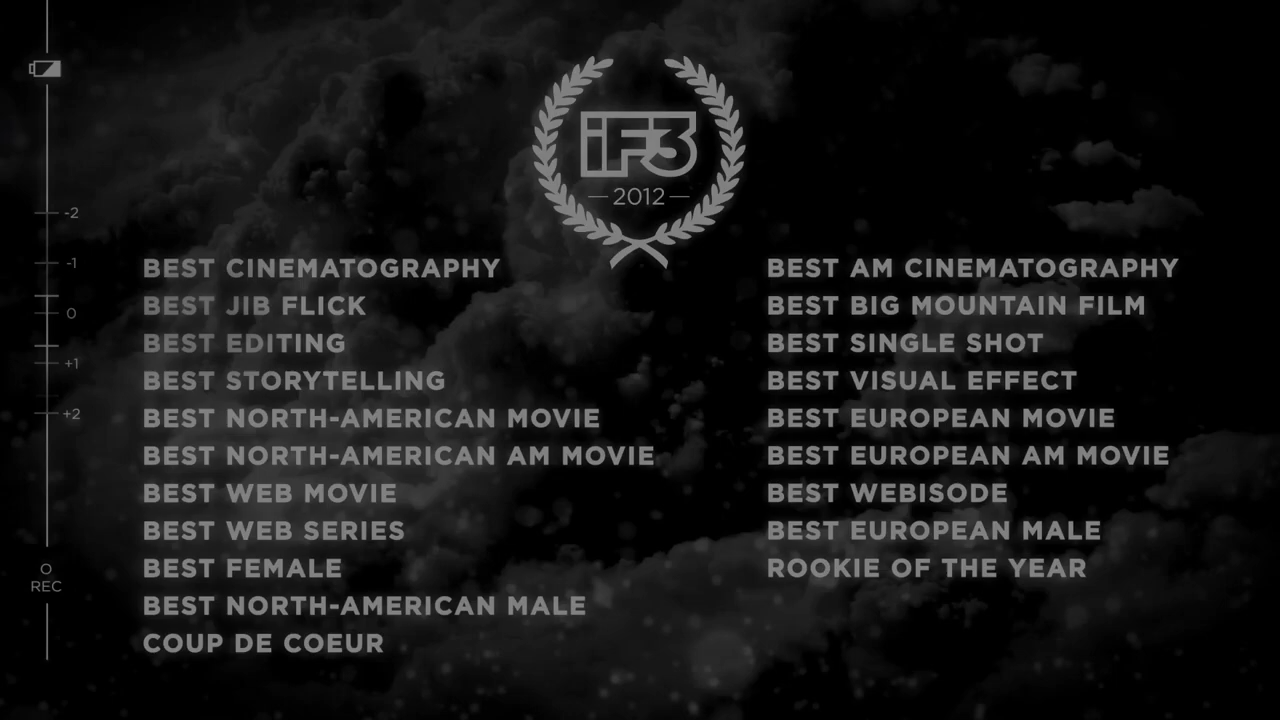 iF3
2012
-2
-1
0
+1
+2
O
REC
BEST CINEMATOGRAPHY
BEST JIB FLICK
BEST EDITING
BEST STORYTELLING
BEST NORTH-AMERICAN MOVIE
BEST NORTH-AMERICAN AM MOVIE
BEST WEB MOVIE
BEST WEB SERIES
BEST FEMALE
BEST NORTH-AMERICAN MALE
COUP DE COEUR
BEST AM CINEMATOGRAPHY
BEST BIG MOUNTAIN FILM
BEST SINGLE SHOT
BEST VISUAL EFFECT
BEST EUROPEAN MOVIE
BEST EUROPEAN AM MOVIE
BEST WEBISODE
BEST EUROPEAN MALE
ROOKIE OF THE YEAR